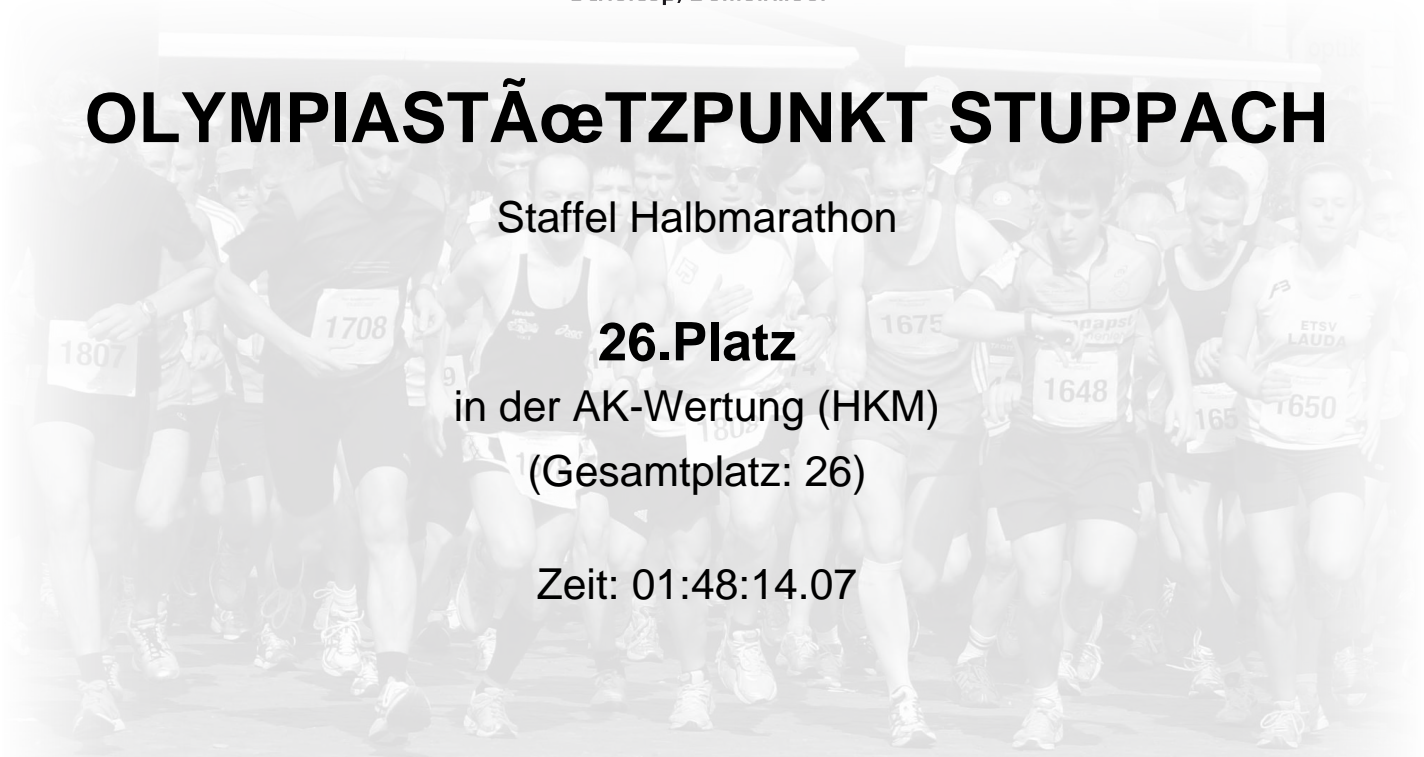 OLYMPIASTÃœTZPUNKT STUPPACH
Staffel Halbmarathon
26.Platz
in der AK-Wertung (HKM)
(Gesamtplatz: 26)
Zeit: 01:48:14.07
1807
1708
1675
1648
1650
ETSV
LAUDA